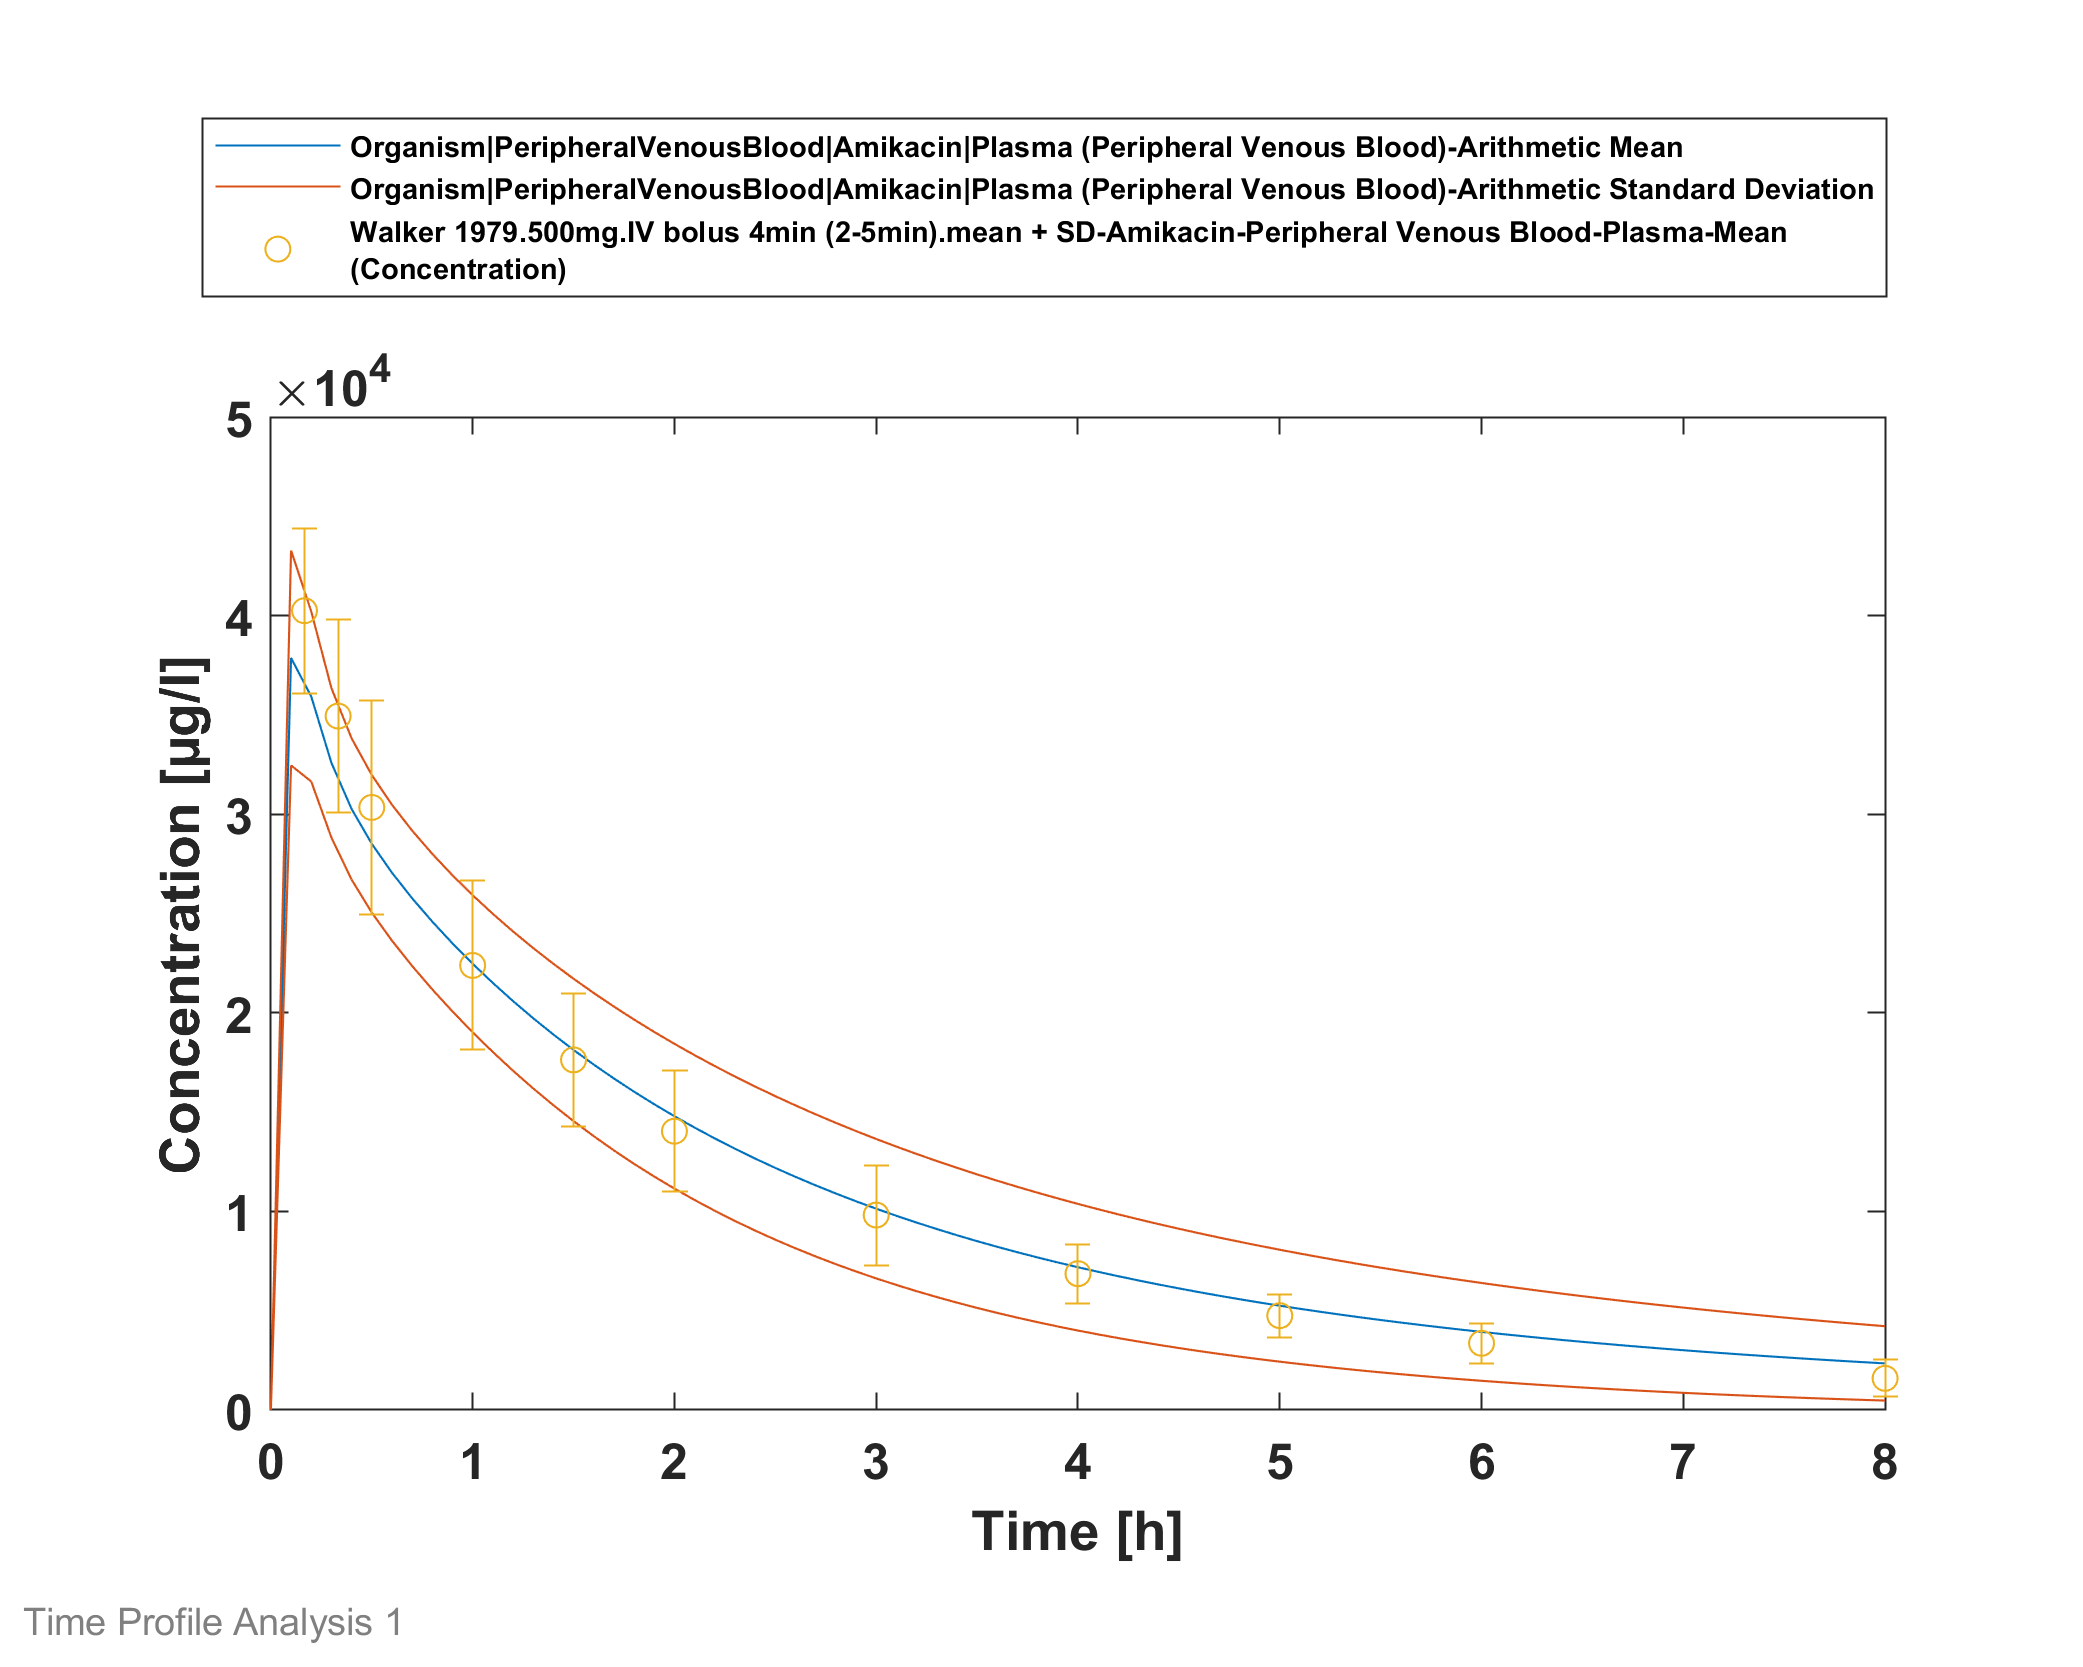 Organism|PeripheralVenousBlood|Amikacin|Plasma (Peripheral Venous Blood)-Arithmetic Mean
Organism|PeripheralVenousBlood|Amikacin|Plasma (Peripheral Venous Blood)-Arithmetic Standard Deviation
Walker 1979.500mg.IV bolus 4min (2-5min).mean + SD-Amikacin-Peripheral Venous Blood-Plasma-Mean
(Concentration)
×10⁴
5
4
3
2
1
0
Concentration [µg/l]
0 1 2 3 4 5 6 7 8
Time [h]
Time Profile Analysis 1